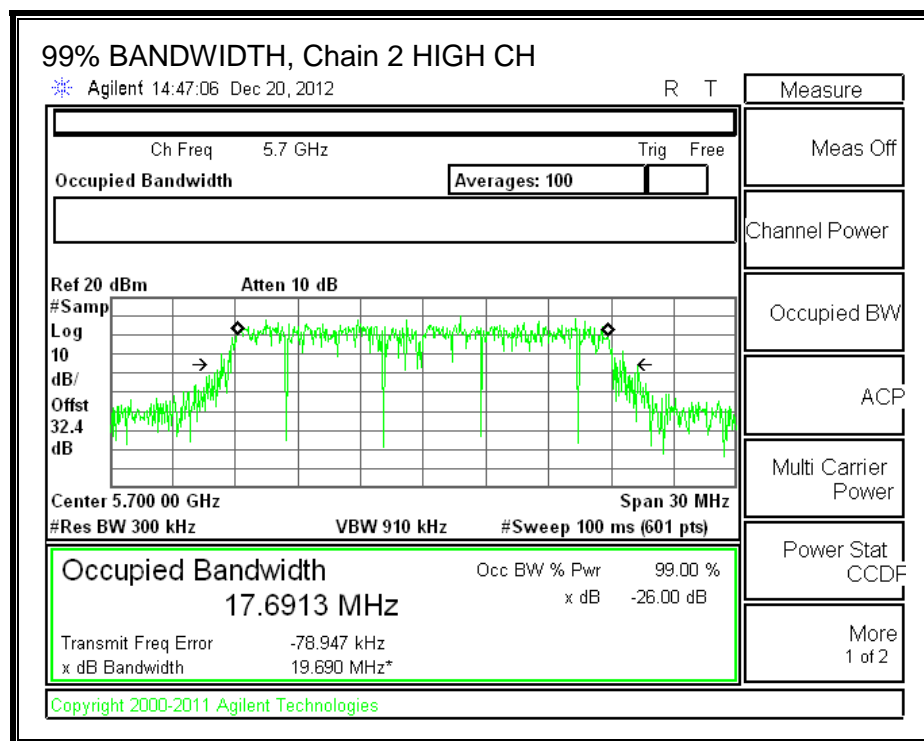 99% BANDWIDTH, Chain 2 HIGH CH
Agilent 14:47:06 Dec 20, 2012 R T Measure
Ch Freq 5.7 GHz Trig Free
Meas Off
Occupied Bandwidth Averages: 100
Channel Power
Ref 20 dBm Atten 10 dB
#Samp
Log
10
dB/
Offst
32.4
dB
Occupied BW
ACP
Multi Carrier
Power
Center 5.700 00 GHz Span 30 MHz
#Res BW 300 kHz VBW 910 kHz #Sweep 100 ms (601 pts)
Power Stat
CCDF
Occupied Bandwidth Occ BW % Pwr 99.00 %
17.6913 MHz x dB -26.00 dB
Transmit Freq Error -78.947 kHz
x dB Bandwidth 19.690 MHz*
More
1 of 2
Copyright 2000-2011 Agilent Technologies